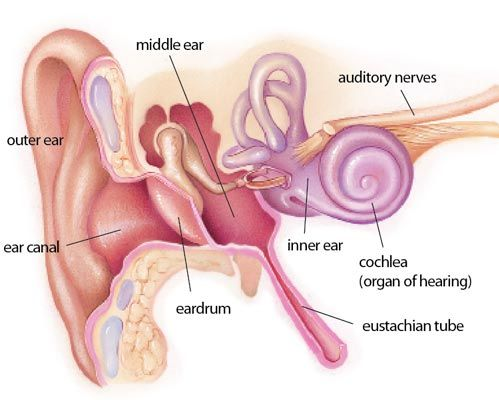 middle ear
auditory nerves
outer ear
ear canal
inner ear
cochlea
(organ of hearing)
eardrum
eustachian tube